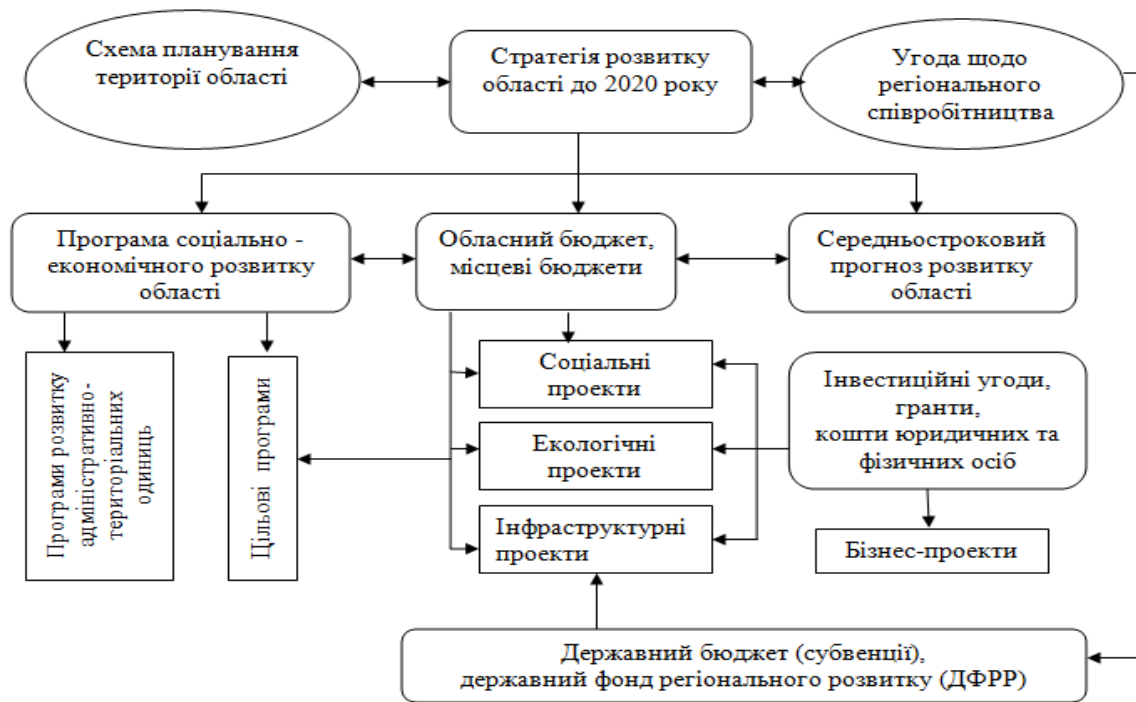 Схема планування
території області
Стратегія розвитку
області до 2020 року
Угода щодо
регіонального
співробітництва
Програма соціально -
економічного розвитку
області
Обласний бюджет,
місцеві бюджети
Середньостроковий
прогноз розвитку
області
Програми розвитку
адміністративно-
територіальних
одиниць
Цільові програми
Соціальні
проекти
Екологічні
проекти
Інфраструктурні
проекти
Інвестиційні угоди,
гранти,
кошти юридичних та
фізичних осіб
Бізнес-проекти
Державний бюджет (субвенції),
державний фонд регіонального розвитку (ДФРР)